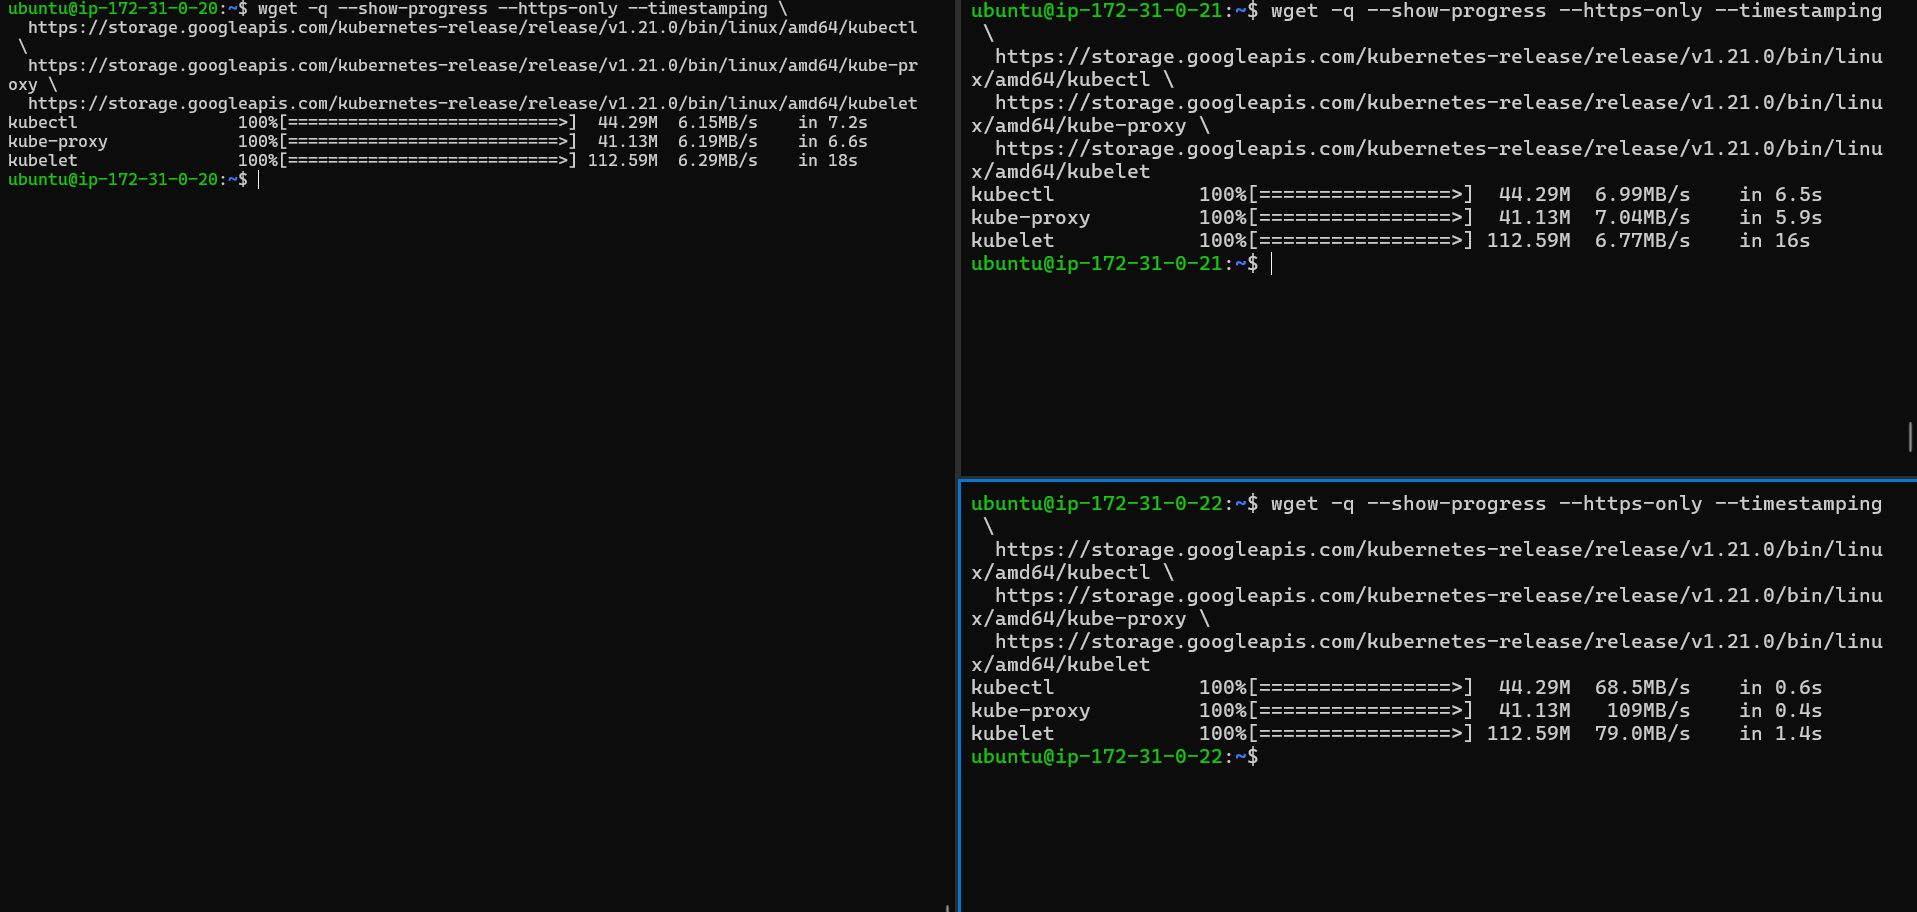 ubuntu@ip-172-31-0-20:~$ wget -q --show-progress --https-only --timestamping \
  https://storage.googleapis.com/kubernetes-release/release/v1.21.0/bin/linux/amd64/kubectl
 \
  https://storage.googleapis.com/kubernetes-release/release/v1.21.0/bin/linux/amd64/kube-pr
oxy \
  https://storage.googleapis.com/kubernetes-release/release/v1.21.0/bin/linux/amd64/kubelet
kubectl                100%[===========================>]  44.29M  6.15MB/s    in 7.2s
kube-proxy             100%[===========================>]  41.13M  6.19MB/s    in 6.6s
kubelet                100%[===========================>] 112.59M  6.29MB/s    in 18s
ubuntu@ip-172-31-0-20:~$
ubuntu@ip-172-31-0-21:~$ wget -q --show-progress --https-only --timestamping
 \
  https://storage.googleapis.com/kubernetes-release/release/v1.21.0/bin/linu
x/amd64/kubectl \
  https://storage.googleapis.com/kubernetes-release/release/v1.21.0/bin/linu
x/amd64/kube-proxy \
  https://storage.googleapis.com/kubernetes-release/release/v1.21.0/bin/linu
x/amd64/kubelet
kubectl            100%[================>]  44.29M  6.99MB/s    in 6.5s
kube-proxy         100%[================>]  41.13M  7.04MB/s    in 5.9s
kubelet            100%[================>] 112.59M  6.77MB/s    in 16s
ubuntu@ip-172-31-0-21:~$
ubuntu@ip-172-31-0-22:~$ wget -q --show-progress --https-only --timestamping
 \
  https://storage.googleapis.com/kubernetes-release/release/v1.21.0/bin/linu
x/amd64/kubectl \
  https://storage.googleapis.com/kubernetes-release/release/v1.21.0/bin/linu
x/amd64/kube-proxy \
  https://storage.googleapis.com/kubernetes-release/release/v1.21.0/bin/linu
x/amd64/kubelet
kubectl            100%[================>]  44.29M  68.5MB/s    in 0.6s
kube-proxy         100%[================>]  41.13M   109MB/s    in 0.4s
kubelet            100%[================>] 112.59M  79.0MB/s    in 1.4s
ubuntu@ip-172-31-0-22:~$